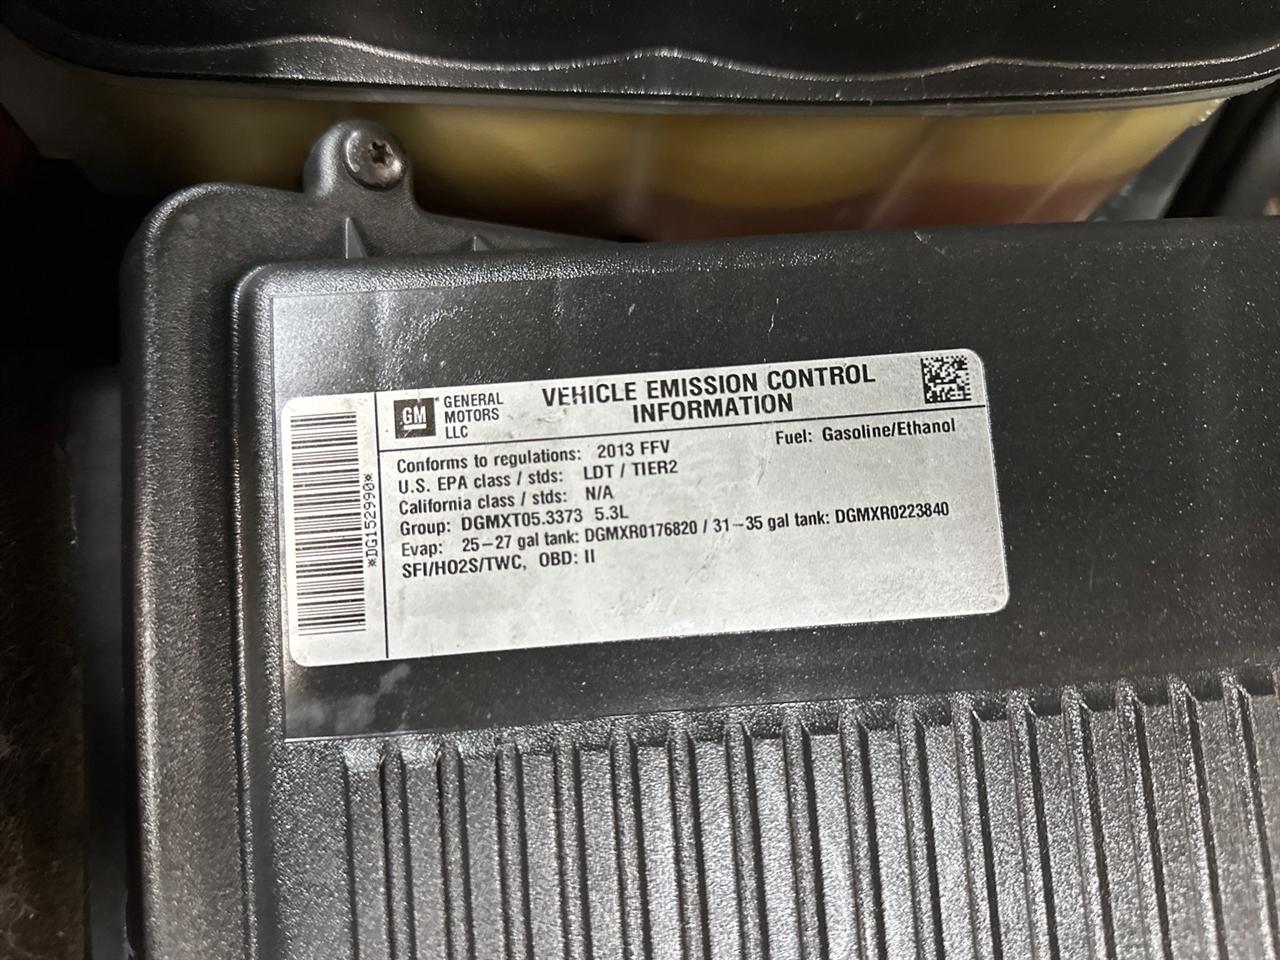 GM
GENERAL
MOTORS
LLC
VEHICLE EMISSION CONTROL
INFORMATION
Conforms to regulations: 2013 FFV
Fuel: Gasoline/Ethanol
U.S. EPA class / stds: LDT / TIER2
California class / stds: N/A
Group: DGMXT05.3373 5.3L
Evap: 25-27 gal tank: DGMXR0176820 / 31-35 gal tank: DGMXR0223840
SFI/HO2S/TWC, OBD: II
*DG152990*